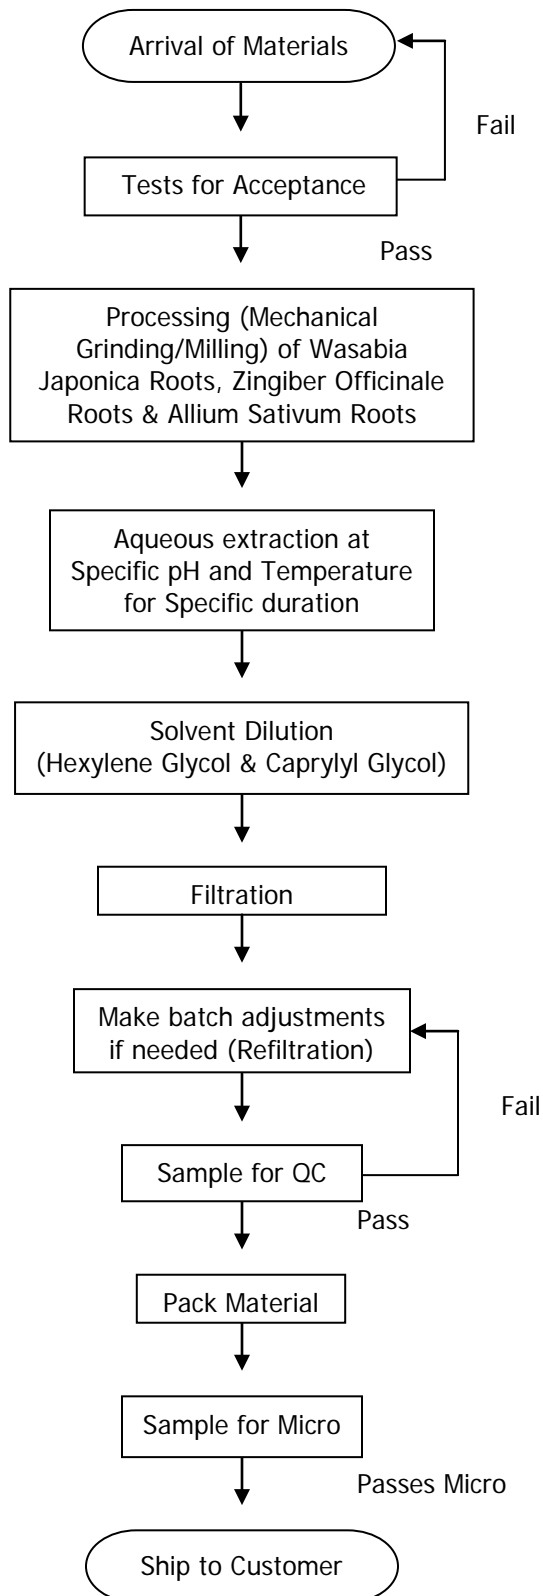 Arrival of Materials
Fail
Tests for Acceptance
Pass
Processing (Mechanical
Grinding/Milling) of Wasabia
Japonica Roots, Zingiber Officinale
Roots & Allium Sativum Roots
Aqueous extraction at
Specific pH and Temperature
for Specific duration
Solvent Dilution
(Hexylene Glycol & Caprylyl Glycol)
Filtration
Make batch adjustments
if needed (Refiltration)
Fail
Sample for QC
Pass
Pack Material
Sample for Micro
Passes Micro
Ship to Customer